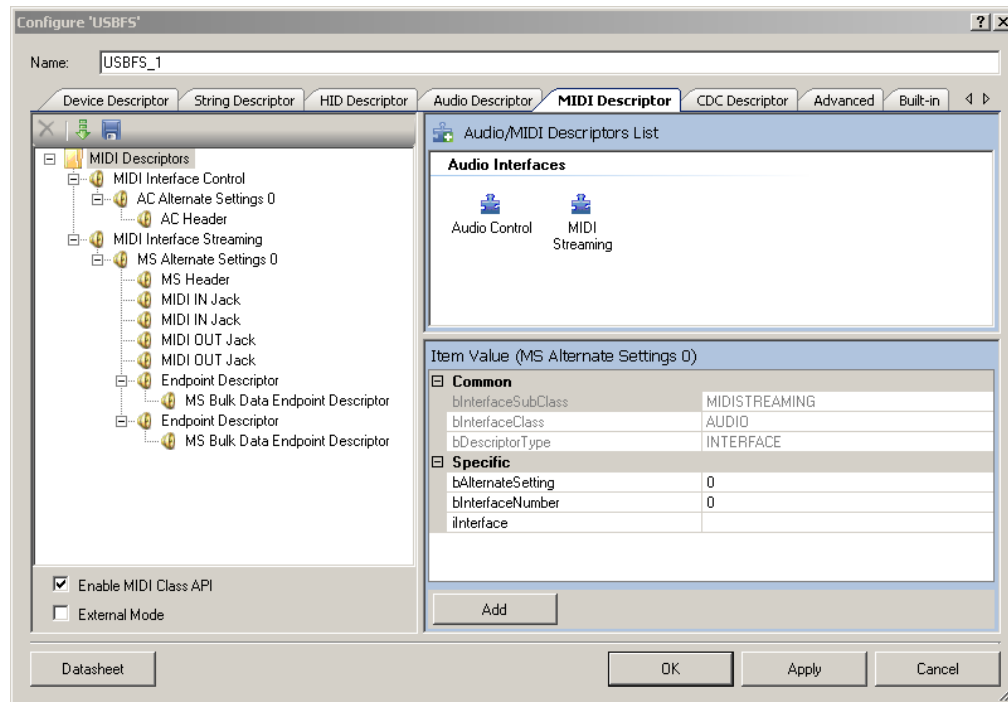 Configure 'USBFS'
Name: USBFS_1
Device Descriptor String Descriptor HID Descriptor Audio Descriptor MIDI Descriptor CDC Descriptor Advanced Built-in
MIDI Descriptors
MIDI Interface Control
AC Alternate Settings 0
AC Header
MIDI Interface Streaming
MS Alternate Settings 0
MS Header
MIDI IN Jack
MIDI IN Jack
MIDI OUT Jack
MIDI OUT Jack
Endpoint Descriptor
MS Bulk Data Endpoint Descriptor
Endpoint Descriptor
MS Bulk Data Endpoint Descriptor
Enable MIDI Class API
External Mode
Audio/MIDI Descriptors List
Audio Interfaces
Audio Control
MIDI
Streaming
Item Value (MS Alternate Settings 0)
Common
bInterfaceSubClass MIDISTREAMING
bInterfaceClass AUDIO
bDescriptorType INTERFACE
Specific
bAlternateSetting 0
bInterfaceNumber 0
iInterface
Add
Datasheet OK Apply Cancel